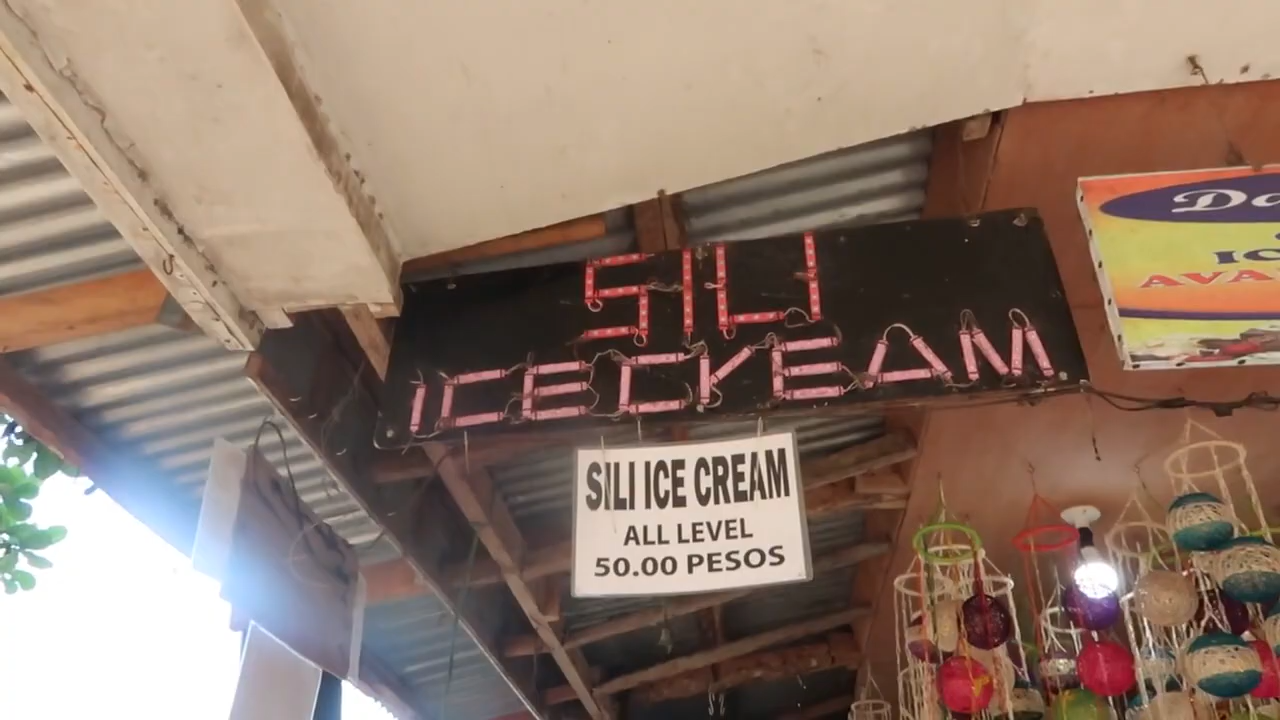 SILI
ICECREAM
SILI ICE CREAM
ALL LEVEL
50.00 PESOS